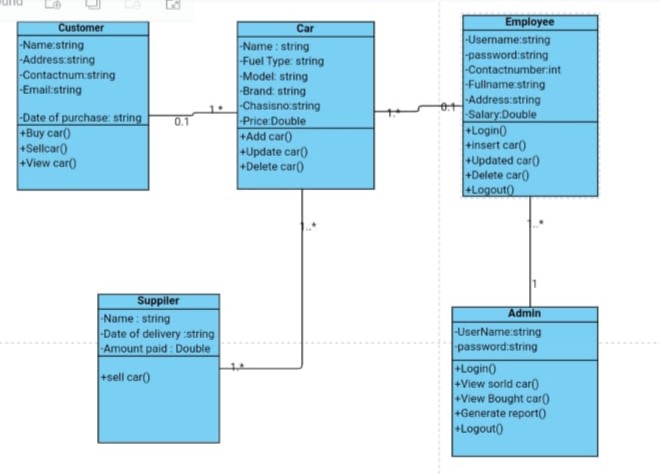 Customer
-Name:string
-Address:string
-Contactnum:string
-Email:string
-Date of purchase: string
+Buy car()
+Sellcar()
+View car()
0.1
1.*
Car
-Name : string
-Fuel Type: string
-Model: string
-Brand: string
-Chasisno:string
-Price:Double
+Add car()
+Update car()
+Delete car()
1.*
0.1
Employee
-Username:string
-password:string
-Contactnumber:int
-Fullname:string
-Address:string
-Salary:Double
+Login()
+insert car()
+Updated car()
+Delete car()
+Logout()
1..*
1..*
1
Suppiler
-Name : string
-Date of delivery :string
-Amount paid : Double
+sell car()
1.*
Admin
-UserName:string
-password:string
+Login()
+View sorld car()
+View Bought car()
+Generate report()
+Logout()